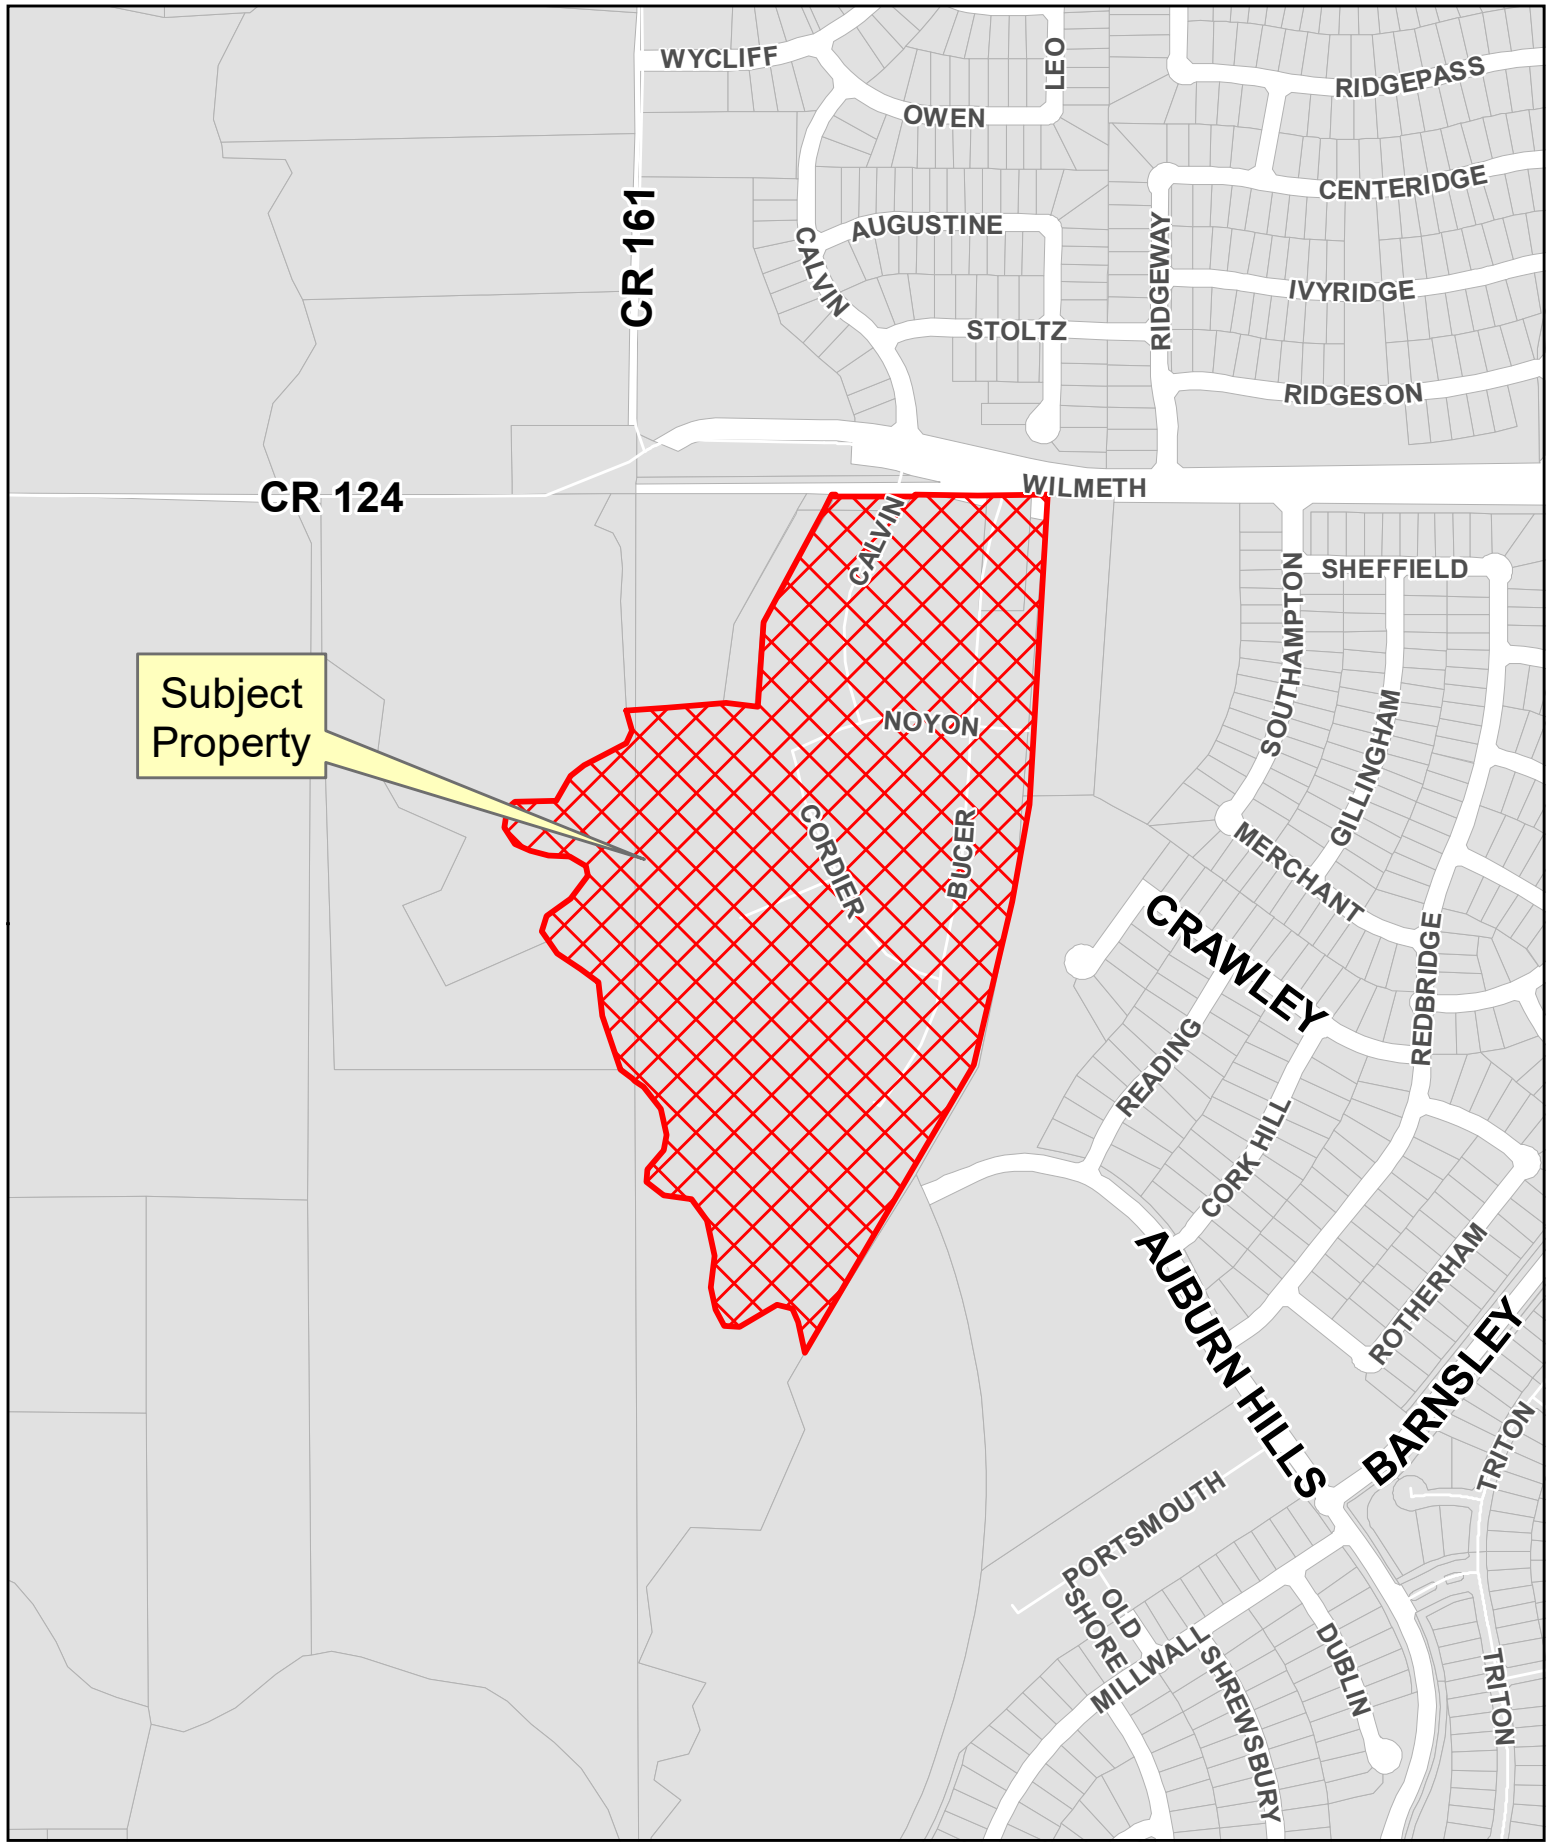 WYCLIFF
LEO
RIDGEPASS
OWEN
CENTERIDGE
CR 161
AUGUSTINE
CALVIN
RIDGEWAY
IVYRIDGE
STOLTZ
RIDGESON
CR 124
WILMETH
CALVIN
SHEFFIELD
SOUTHAMPTON
Subject
Property
NOYON
GILLINGHAM
CORDIER
BUCER
MERCHANT
CRAWLEY
REDBRIDGE
READING
CORK HILL
AUBURN HILLS
ROTHERHAM
BARNSLEY
TRITON
PORTSMOUTH
OLD
SHORE
MILLWALL
SHREWSBURY
DUBLIN
TRITON